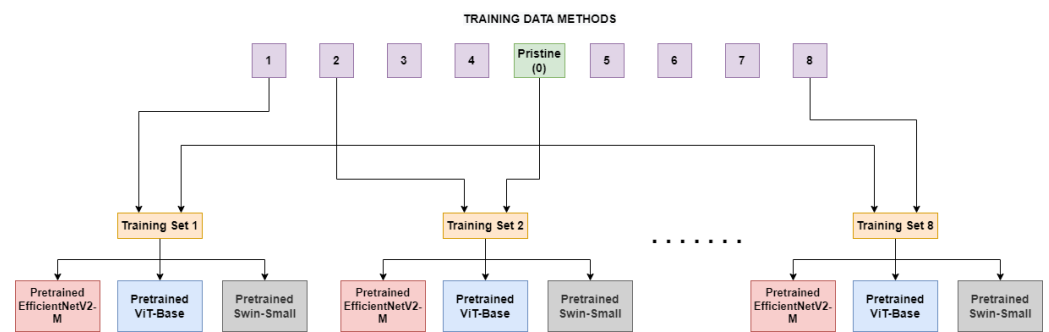 TRAINING DATA METHODS
1
2
3
4
Pristine
(0)
5
6
7
8
Training Set 1
Training Set 2
. . . . . . .
Training Set 8
Pretrained
EfficientNetV2-
M
Pretrained
ViT-Base
Pretrained
Swin-Small
Pretrained
EfficientNetV2-
M
Pretrained
ViT-Base
Pretrained
Swin-Small
Pretrained
EfficientNetV2-
M
Pretrained
ViT-Base
Pretrained
Swin-Small